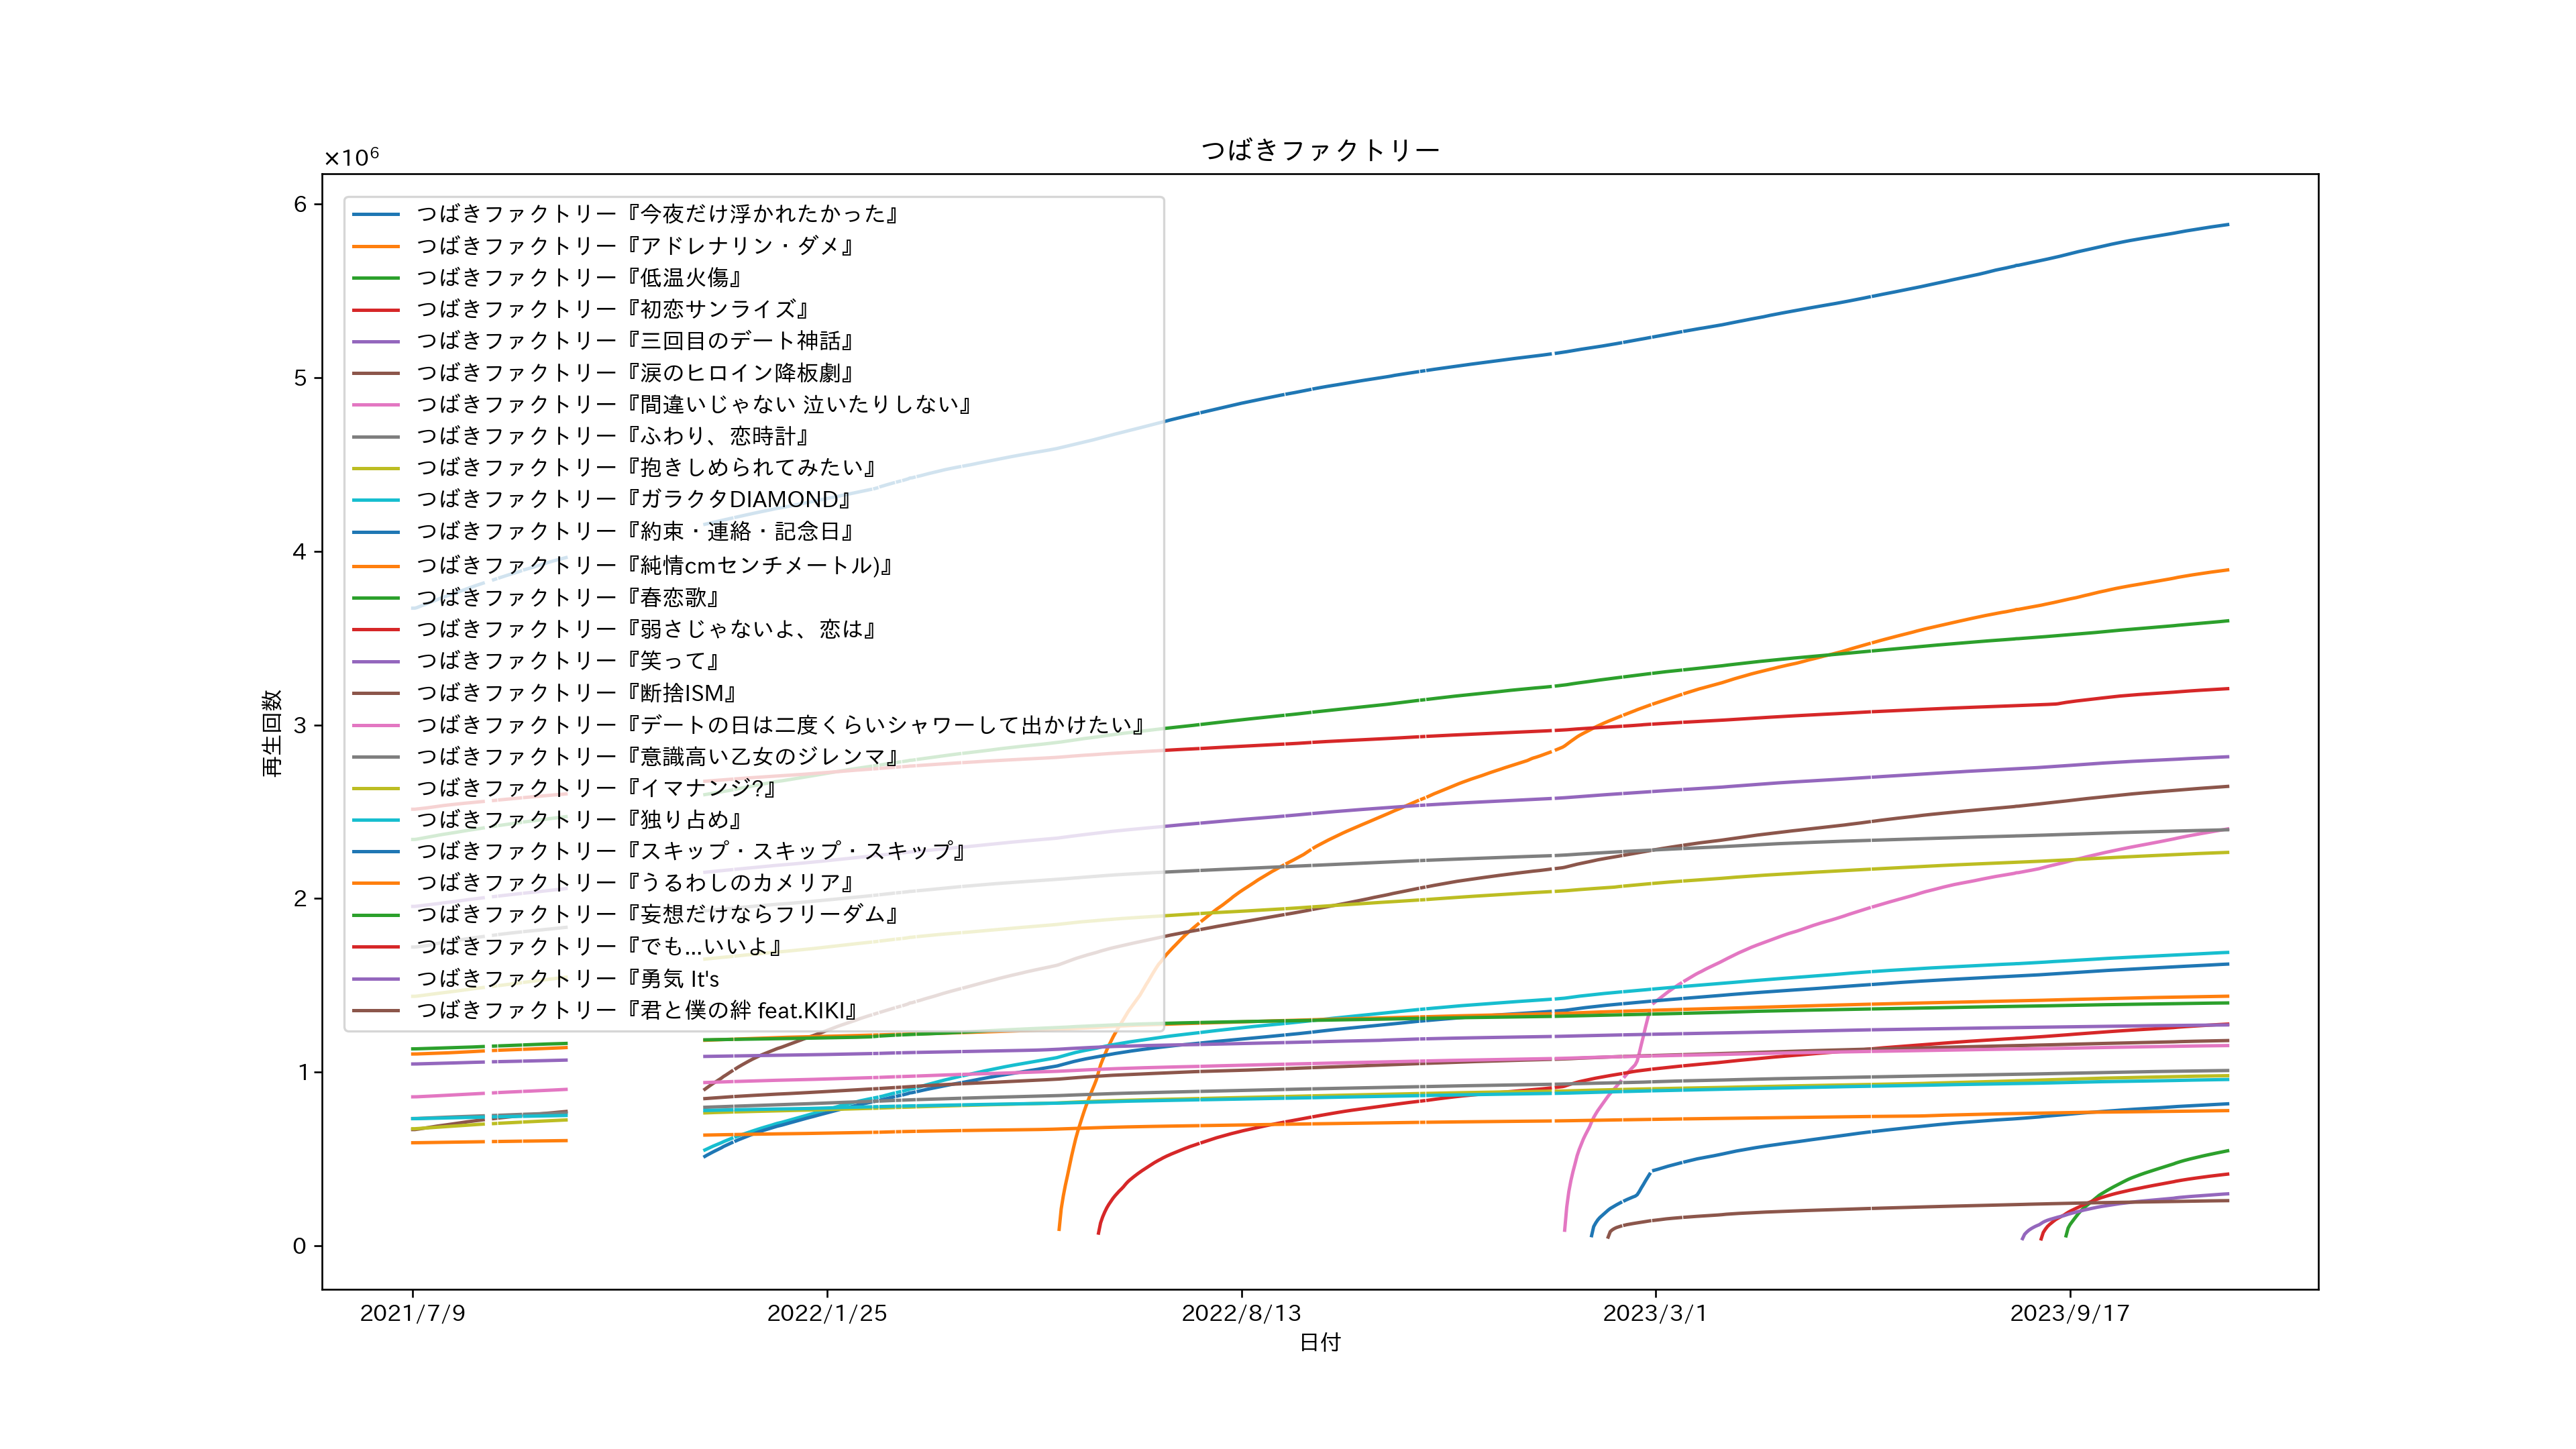 つばきファクトリー
×10⁶
6
5
4
3
2
1
0
再生回数
つばきファクトリー『今夜だけ浮かれたかった』
つばきファクトリー『アドレナリン・ダメ』
つばきファクトリー『低温火傷』
つばきファクトリー『初恋サンライズ』
つばきファクトリー『三回目のデート神話』
つばきファクトリー『涙のヒロイン降板劇』
つばきファクトリー『間違いじゃない 泣いたりしない』
つばきファクトリー『ふわり、恋時計』
つばきファクトリー『抱きしめられてみたい』
つばきファクトリー『ガラクタDIAMOND』
つばきファクトリー『約束・連絡・記念日』
つばきファクトリー『純情cmセンチメートル)』
つばきファクトリー『春恋歌』
つばきファクトリー『弱さじゃないよ、恋は』
つばきファクトリー『笑って』
つばきファクトリー『断捨ISM』
つばきファクトリー『デートの日は二度くらいシャワーして出かけたい』
つばきファクトリー『意識高い乙女のジレンマ』
つばきファクトリー『イマナンジ?』
つばきファクトリー『独り占め』
つばきファクトリー『スキップ・スキップ・スキップ』
つばきファクトリー『うるわしのカメリア』
つばきファクトリー『妄想だけならフリーダム』
つばきファクトリー『でも...いいよ』
つばきファクトリー『勇気 It's
つばきファクトリー『君と僕の絆 feat.KIKI』
2021/7/9
2022/1/25
2022/8/13
2023/3/1
2023/9/17
日付